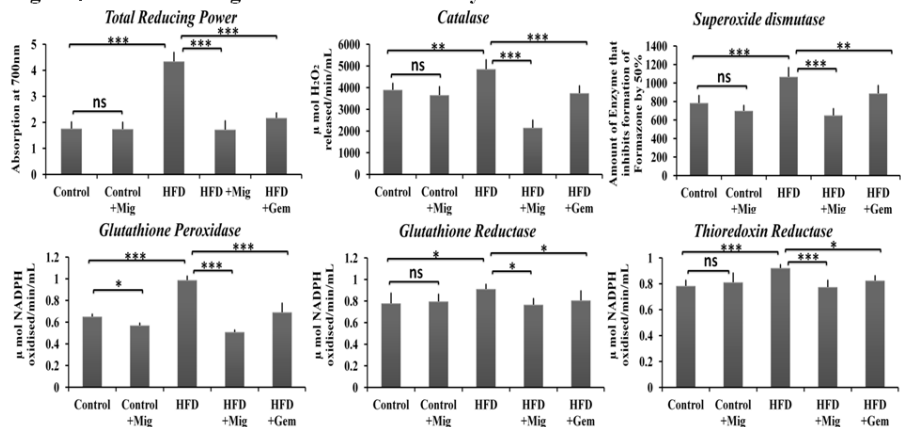 Total Reducing Power
Absorption at 700nm
5
4
3
2
1
0
***
***
***
ns
Control
Control
+Mig
HFD
HFD +Mig
HFD
+Gem
Catalase
μ mol H₂O₂
released/min/mL
6000
5000
4000
3000
2000
1000
0
**
***
***
ns
Control
Control
+Mig
HFD
HFD
+Mig
HFD
+Gem
Superoxide dismutase
Amount of Enzyme that
inhibits formation of
Formazone by 50%
1400
1200
1000
800
600
400
200
0
***
**
***
ns
Control
Control
+Mig
HFD
HFD
+Mig
HFD
+Gem
Glutathione Peroxidase
μ mol NADPH
oxidised/min/mL
1.2
1
0.8
0.6
0.4
0.2
0
***
***
***
*
Control
Control
+Mig
HFD
HFD
+Mig
HFD
+Gem
Glutathione Reductase
μ mol NADPH
oxidised/min/mL
1.2
1
0.8
0.6
0.4
0.2
0
*
*
*
ns
Control
Control
+Mig
HFD
HFD
+Mig
HFD
+Gem
Thioredoxin Reductase
μ mol NADPH
oxidised/min/mL
1
0.8
0.6
0.4
0.2
0
***
*
***
ns
Control
Control
+Mig
HFD
HFD
+Mig
HFD
+Gem